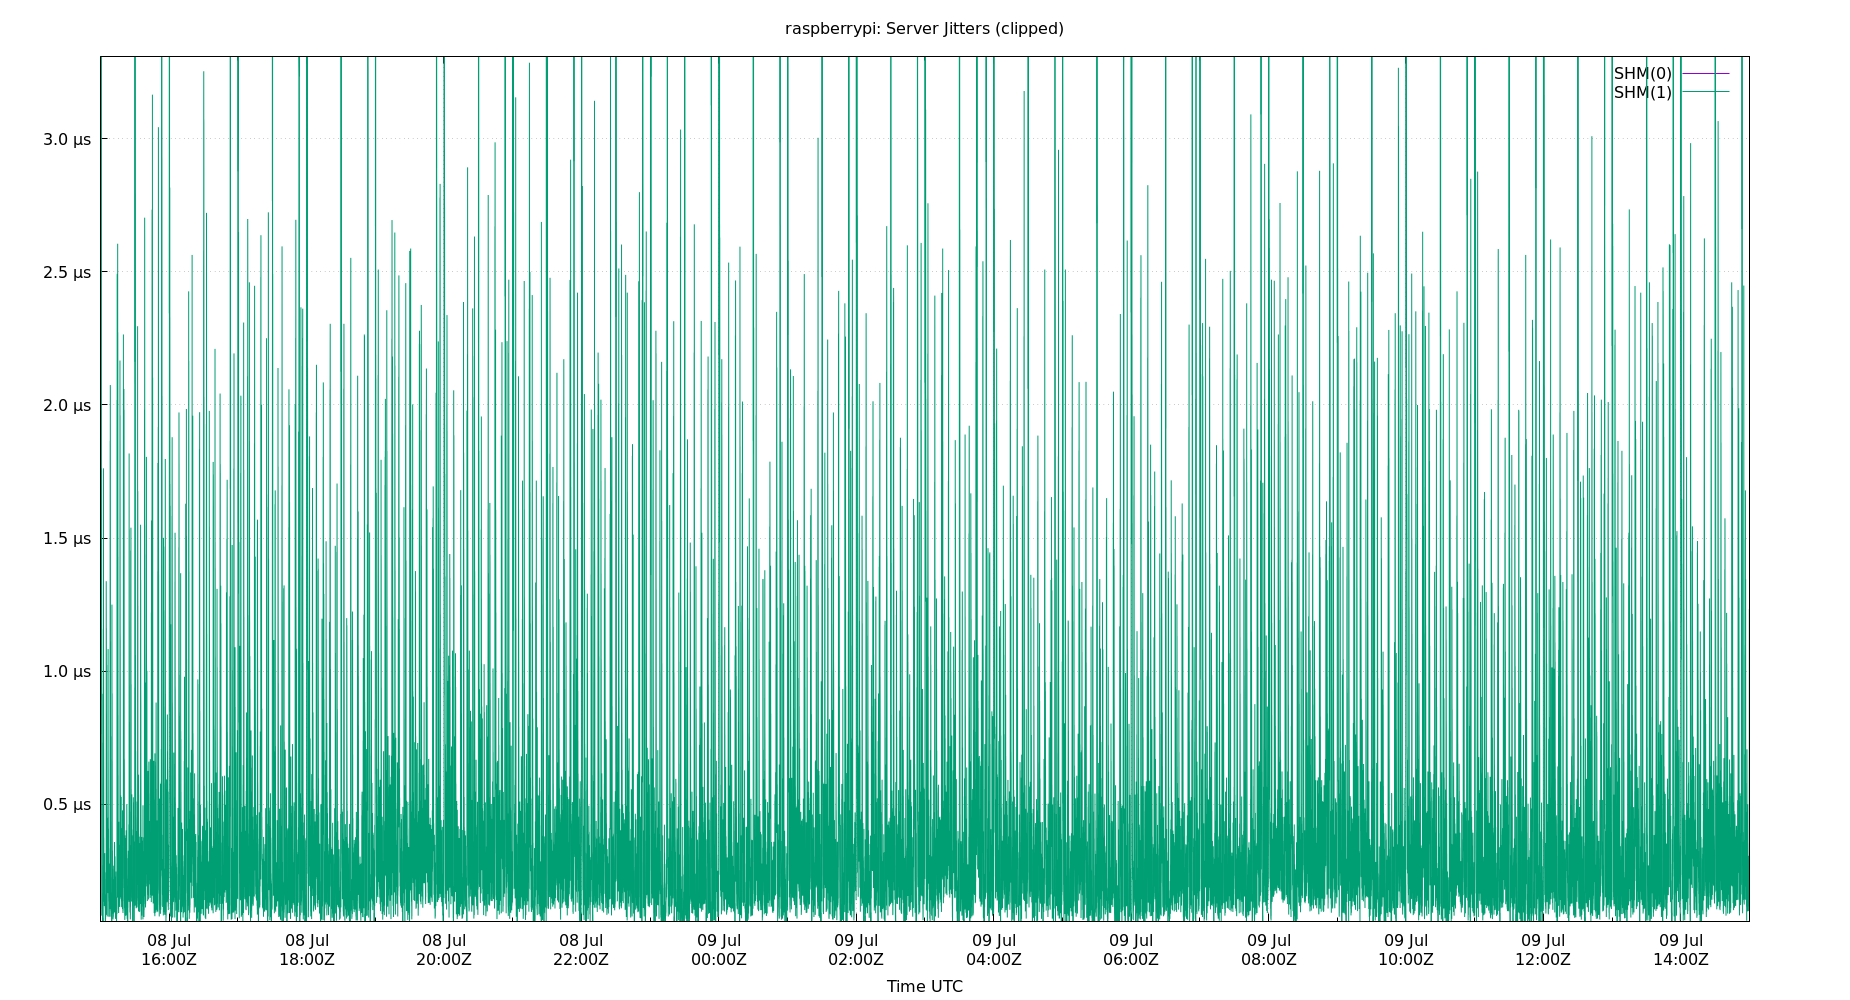 raspberrypi: Server Jitters (clipped)
SHM(0)
SHM(1)
3.0 µs
2.5 µs
2.0 µs
1.5 µs
1.0 µs
0.5 µs
08 Jul 08 Jul 08 Jul 08 Jul 09 Jul 09 Jul 09 Jul 09 Jul 09 Jul 09 Jul 09 Jul 09 Jul
16:00Z 18:00Z 20:00Z 22:00Z 00:00Z 02:00Z 04:00Z 06:00Z 08:00Z 10:00Z 12:00Z 14:00Z
Time UTC